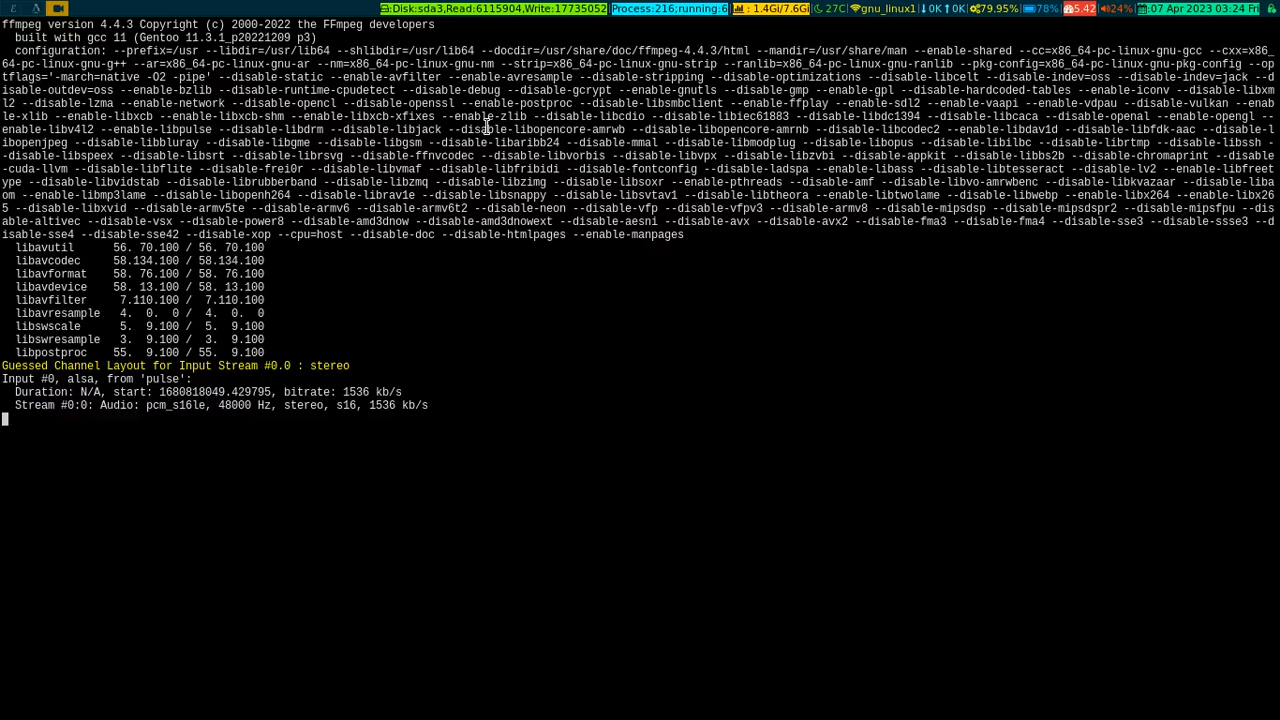 Disk:sda3,Read:6115904,Write:17735052 Process:216;running:6 : 1.4Gi/7.6Gi 27C gnu_linux1 0K 0K 79.95% 78% 5.42 24% :07 Apr 2023 03:24 Fri
ffmpeg version 4.4.3 Copyright (c) 2000-2022 the FFmpeg developers
built with gcc 11 (Gentoo 11.3.1_p20221209 p3)
configuration: --prefix=/usr --libdir=/usr/lib64 --shlibdir=/usr/lib64 --docdir=/usr/share/doc/ffmpeg-4.4.3/html --mandir=/usr/share/man --enable-shared --cc=x86_64-pc-linux-gnu-gcc --cxx=x86_
64-pc-linux-gnu-g++ --ar=x86_64-pc-linux-gnu-ar --nm=x86_64-pc-linux-gnu-nm --strip=x86_64-pc-linux-gnu-strip --ranlib=x86_64-pc-linux-gnu-ranlib --pkg-config=x86_64-pc-linux-gnu-pkg-config --op
tflags='-march=native -O2 -pipe' --disable-static --enable-avfilter --enable-avresample --disable-stripping --disable-optimizations --disable-libcelt --disable-indev=oss --disable-indev=jack --d
isable-outdev=oss --enable-bzlib --disable-runtime-cpudetect --disable-debug --disable-gcrypt --enable-gnutls --disable-gmp --enable-gpl --disable-hardcoded-tables --enable-iconv --disable-libxm
l2 --disable-lzma --enable-network --disable-opencl --disable-openssl --enable-postproc --disable-libsmbclient --enable-ffplay --enable-sdl2 --enable-vaapi --enable-vdpau --disable-vulkan --enab
le-xlib --enable-libxcb --enable-libxcb-shm --enable-libxcb-xfixes --enable-zlib --disable-libcdio --disable-libiec61883 --disable-libdc1394 --disable-libcaca --disable-openal --enable-opengl --
enable-libv4l2 --enable-libpulse --disable-libdrm --disable-libjack --disable-libopencore-amrwb --disable-libopencore-amrnb --disable-libcodec2 --enable-libdav1d --disable-libfdk-aac --disable-l
ibopenjpeg --disable-libbluray --disable-libgme --disable-libgsm --disable-libaribb24 --disable-mmal --disable-libmodplug --disable-libopus --disable-libilbc --disable-librtmp --disable-libssh -
-disable-libspeex --disable-libsrt --disable-librsvg --disable-ffnvcodec --disable-libvorbis --disable-libvpx --disable-libzvbi --disable-appkit --disable-libbs2b --disable-chromaprint --disable
-cuda-llvm --disable-libflite --disable-frei0r --disable-libvmaf --disable-libfribidi --disable-fontconfig --disable-ladspa --enable-libass --disable-libtesseract --disable-lv2 --enable-libfreet
ype --disable-libvidstab --disable-librubberband --disable-libzmq --disable-libzimg --disable-libsoxr --enable-pthreads --disable-amf --disable-libvo-amrwbenc --disable-libkvazaar --disable-liba
om --enable-libmp3lame --disable-libopenh264 --disable-librav1e --disable-libsnappy --disable-libsvtav1 --disable-libtheora --enable-libtwolame --disable-libwebp --enable-libx264 --enable-libx26
5 --disable-libxvid --disable-armv5te --disable-armv6 --disable-armv6t2 --disable-neon --disable-vfp --disable-vfpv3 --disable-armv8 --disable-mipsdsp --disable-mipsdspr2 --disable-mipsfpu --dis
able-altivec --disable-vsx --disable-power8 --disable-amd3dnow --disable-amd3dnowext --disable-aesni --disable-avx --disable-avx2 --disable-fma3 --disable-fma4 --disable-sse3 --disable-ssse3 --d
isable-sse4 --disable-sse42 --disable-xop --cpu=host --disable-doc --disable-htmlpages --enable-manpages
libavutil 56. 70.100 / 56. 70.100
libavcodec 58.134.100 / 58.134.100
libavformat 58. 76.100 / 58. 76.100
libavdevice 58. 13.100 / 58. 13.100
libavfilter 7.110.100 / 7.110.100
libavresample 4. 0. 0 / 4. 0. 0
libswscale 5. 9.100 / 5. 9.100
libswresample 3. 9.100 / 3. 9.100
libpostproc 55. 9.100 / 55. 9.100
Guessed Channel Layout for Input Stream #0.0 : stereo
Input #0, alsa, from 'pulse':
Duration: N/A, start: 1680818049.429795, bitrate: 1536 kb/s
Stream #0:0: Audio: pcm_s16le, 48000 Hz, stereo, s16, 1536 kb/s